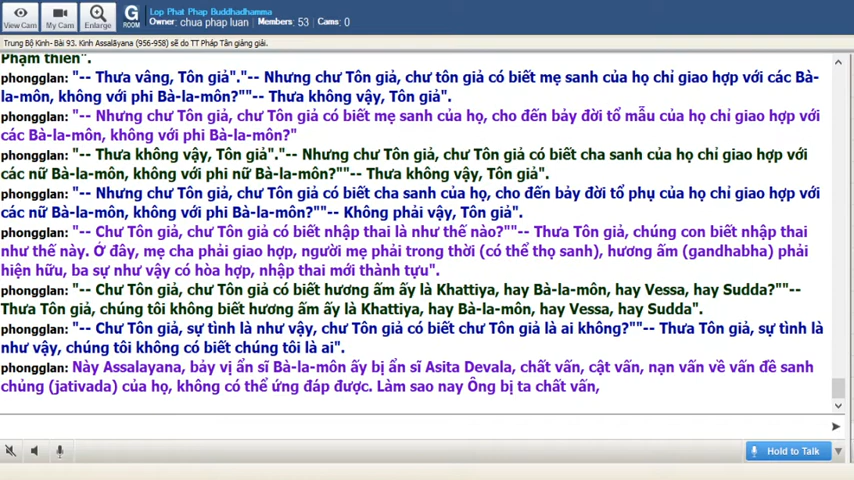 View Cam
My Cam
Enlarge
G
ROOM
Lop Phat Phap Buddhadhamma
Owner: chua phap luan Members: 53 Cams: 0
Trung Bộ Kinh- Bài 93. Kinh Assalāyana (956-958) sẽ do TT Pháp Tân giảng giải.
Phạm thiên".
phongglan: "-- Thưa vâng, Tôn giả"."-- Nhưng chư Tôn giả, chư tôn giả có biết mẹ sanh của họ chỉ giao hợp với các Bà-
la-môn, không với phi Bà-la-môn?""-- Thưa không vậy, Tôn giả".
phongglan: "-- Nhưng chư Tôn giả, chư Tôn giả có biết mẹ sanh của họ, cho đến bảy đời tổ mẫu của họ chỉ giao hợp với
các Bà-la-môn, không với phi Bà-la-môn?"
phongglan: "-- Thưa không vậy, Tôn giả"."-- Nhưng chư Tôn giả, chư Tôn giả có biết cha sanh của họ chỉ giao hợp với
các nữ Bà-la-môn, không với phi nữ Bà-la-môn?""-- Thưa không vậy, Tôn giả".
phongglan: "-- Nhưng chư Tôn giả, chư Tôn giả có biết cha sanh của họ, cho đến bảy đời tổ phụ của họ chỉ giao hợp với
các nữ Bà-la-môn, không với phi Bà-la-môn?""-- Không phải vậy, Tôn giả".
phongglan: "-- Chư Tôn giả, chư Tôn giả có biết nhập thai là như thế nào?""-- Thưa Tôn giả, chúng con biết nhập thai
như thế này. Ở đây, mẹ cha phải giao hợp, người mẹ phải trong thời (có thể thọ sanh), hương ấm (gandhabha) phải
hiện hữu, ba sự như vậy có hòa hợp, nhập thai mới thành tựu".
phongglan: "-- Chư Tôn giả, chư Tôn giả có biết hương ấm ấy là Khattiya, hay Bà-la-môn, hay Vessa, hay Sudda?""--
Thưa Tôn giả, chúng tôi không biết hương ấm ấy là Khattiya, hay Bà-la-môn, hay Vessa, hay Sudda".
phongglan: "-- Chư Tôn giả, sự tình là như vậy, chư Tôn giả có biết chư Tôn giả là ai không?""-- Thưa Tôn giả, sự tình là
như vậy, chúng tôi không có biết chúng tôi là ai".
phongglan: Này Assalayana, bảy vị ẩn sĩ Bà-la-môn ấy bị ẩn sĩ Asita Devala, chất vấn, cật vấn, nạn vấn về vấn đề sanh
chủng (jativada) của họ, không có thể ứng đáp được. Làm sao nay Ông bị ta chất vấn,
Hold to Talk